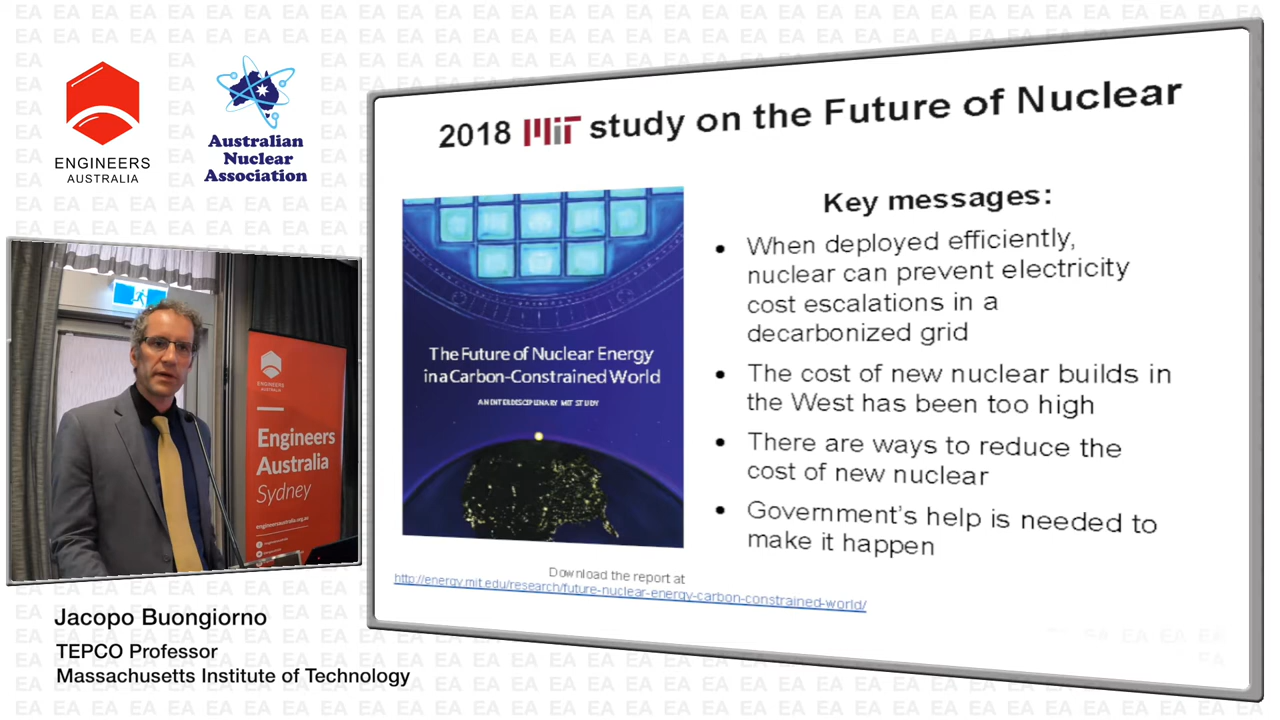 ENGINEERS
AUSTRALIA
Australian
Nuclear
Association
2018 MIT study on the Future of Nuclear
The Future of Nuclear Energy
in a Carbon-Constrained World
AN INTERDISCIPLINARY MIT STUDY
Key messages:
• When deployed efficiently,
nuclear can prevent electricity
cost escalations in a
decarbonized grid
• The cost of new nuclear builds in
the West has been too high
• There are ways to reduce the
cost of new nuclear
• Government's help is needed to
make it happen
Download the report at
http://energy.mit.edu/research/future-nuclear-energy-carbon-constrained-world/
ENGINEERS
AUSTRALIA
Engineers
Australia
Sydney
engineersaustralia.org.au
Jacopo Buongiorno
TEPCO Professor
Massachusetts Institute of Technology